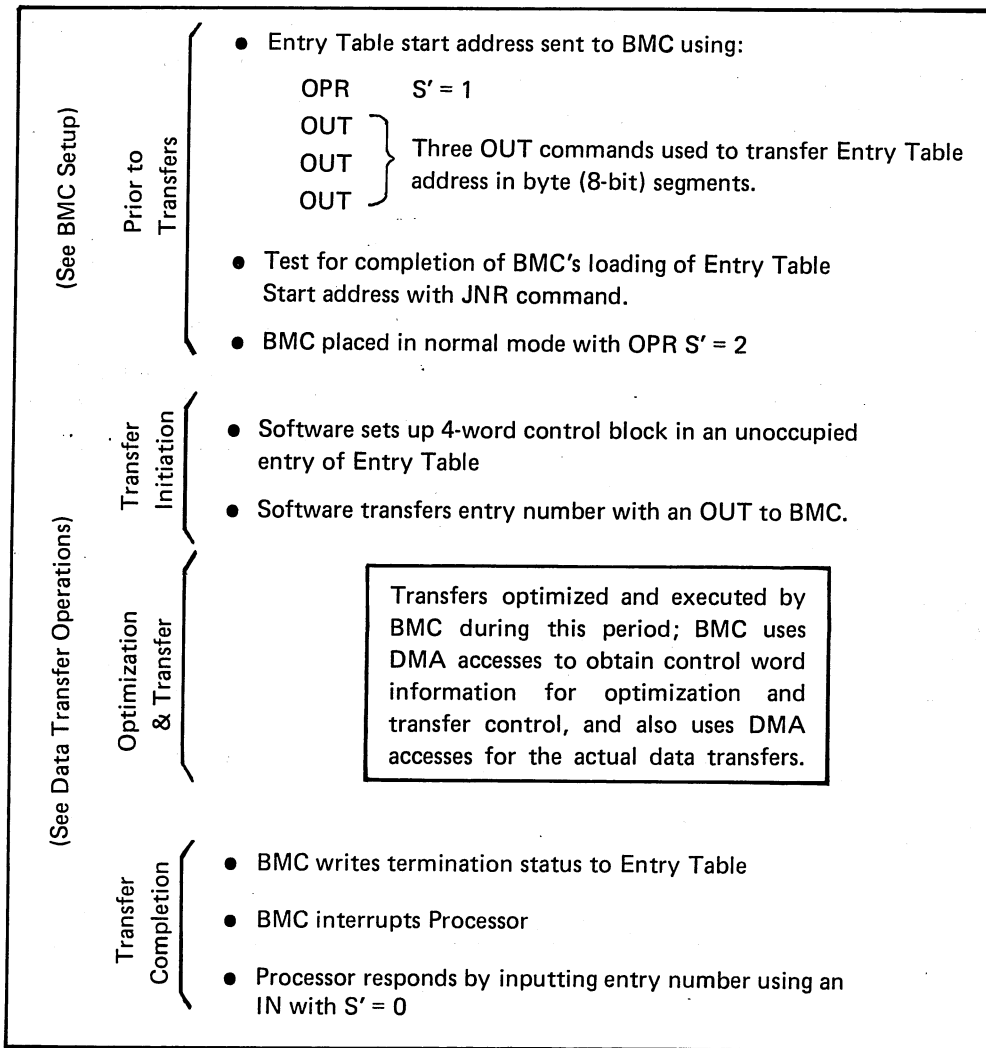 (See BMC Setup)
Prior to
Transfers
● Entry Table start address sent to BMC using:
OPR S′ = 1
OUT
OUT
OUT
Three OUT commands used to transfer Entry Table
address in byte (8-bit) segments.
● Test for completion of BMC's loading of Entry Table
Start address with JNR command.
● BMC placed in normal mode with OPR S′ = 2
(See Data Transfer Operations)
Transfer
Initiation
● Software sets up 4-word control block in an unoccupied
entry of Entry Table
● Software transfers entry number with an OUT to BMC.
Optimization
& Transfer
Transfers optimized and executed by
BMC during this period; BMC uses
DMA accesses to obtain control word
information for optimization and
transfer control, and also uses DMA
accesses for the actual data transfers.
Transfer
Completion
● BMC writes termination status to Entry Table
● BMC interrupts Processor
● Processor responds by inputting entry number using an
IN with S′ = 0